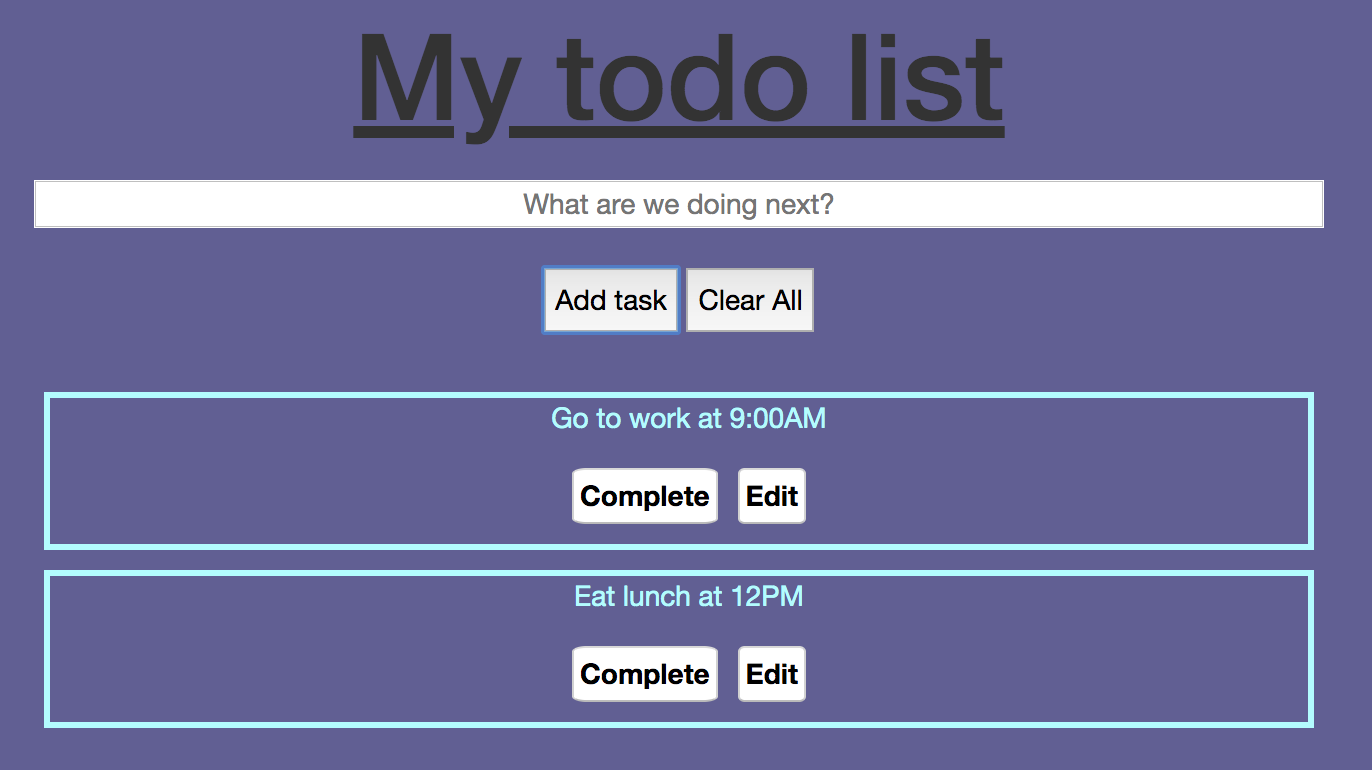 My todo list
What are we doing next?
Add task Clear All
Go to work at 9:00AM
Complete Edit
Eat lunch at 12PM
Complete Edit